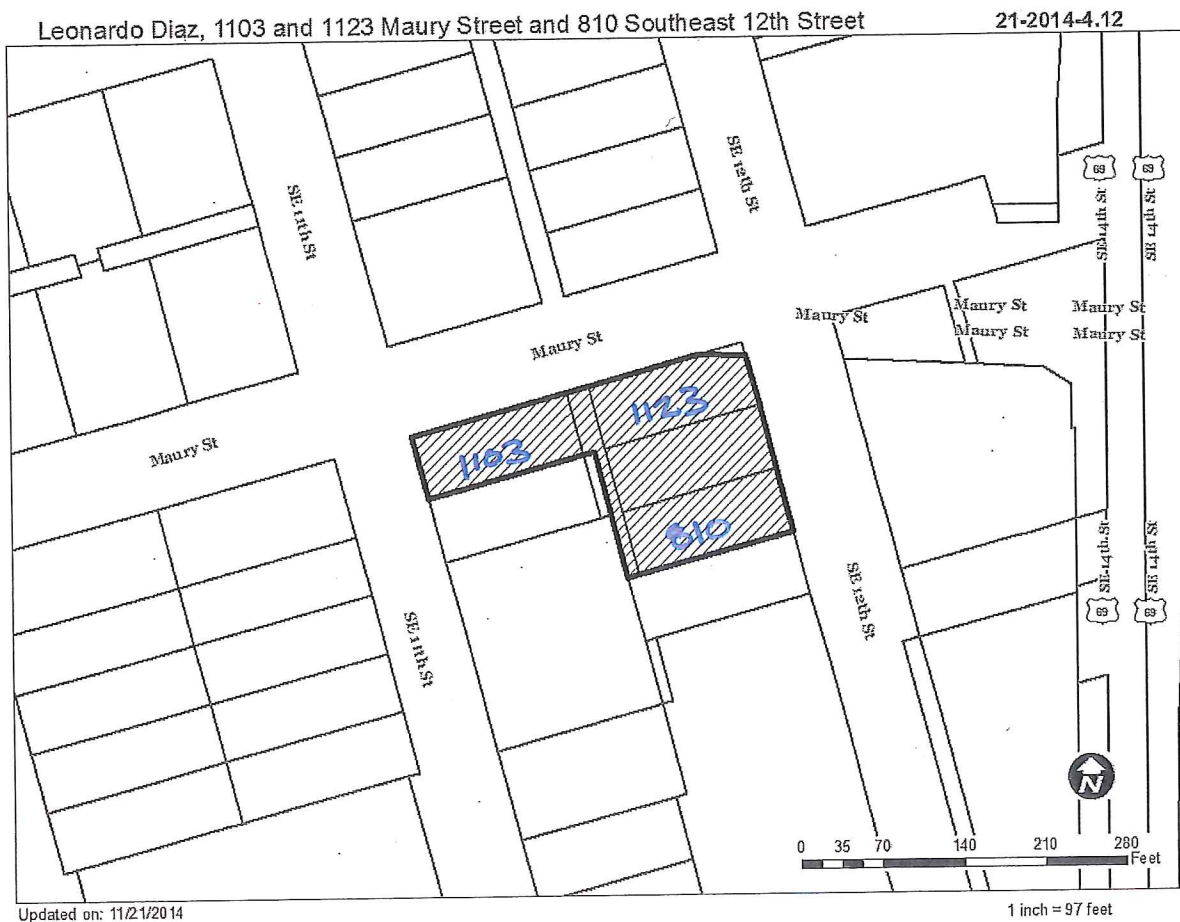 Leonardo Diaz, 1103 and 1123 Maury Street and 810 Southeast 12th Street
21-2014-4.12
SE 11th St
SE 12th St
69
69
SE 14th St
SE 14th St
Maury St
Maury St
Maury St
Maury St
Maury St
Maury St
Maury St
1123
1103
810
Maury St
SE 11th St
SE 12th St
SE 14th St
SE 14th St
69
69
N
0 35 70 140 210 280
Feet
Updated on: 11/21/2014
1 inch = 97 feet